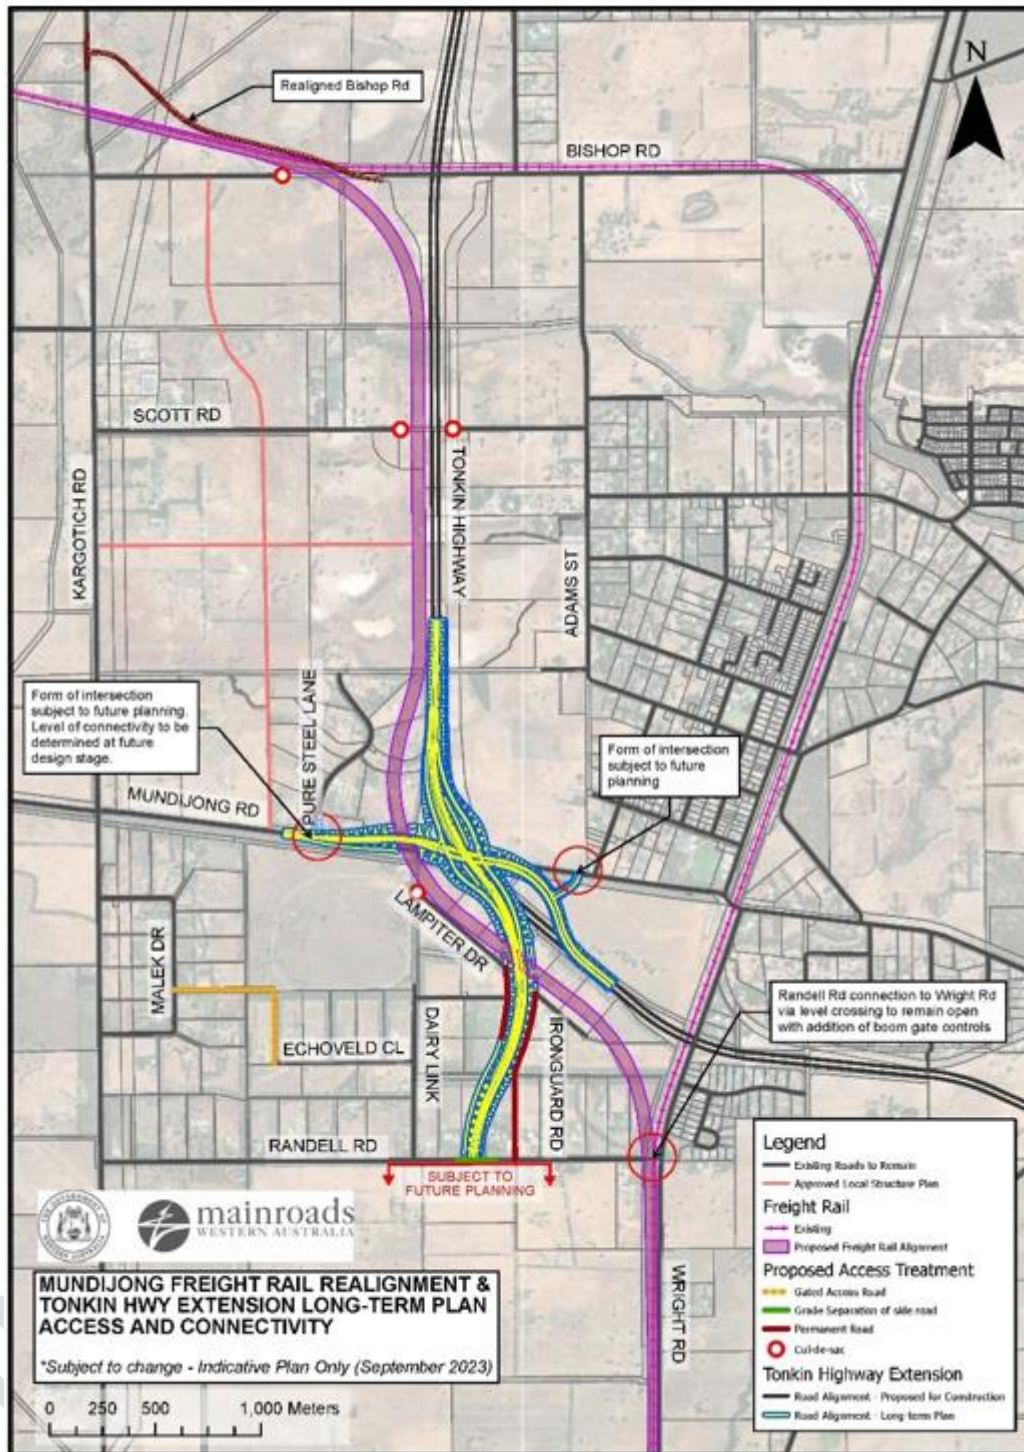 N
Realigned Bishop Rd
BISHOP RD
SCOTT RD
KARGOTICH RD
TONKIN HIGHWAY
ADAMS ST
Form of intersection
subject to future planning.
Level of connectivity to be
determined at future
design stage.
PURE STEEL LANE
Form of intersection
subject to future
planning
MUNDIJONG RD
LAMPITER DR
MALEK DR
Randell Rd connection to Wright Rd
via level crossing to remain open
with addition of boom gate controls
DAIRY LINK
IRONGUARD RD
ECHOVELD CL
RANDELL RD
SUBJECT TO
FUTURE PLANNING
WRIGHT RD
Legend
Existing Roads to Remain
Approved Local Structure Plan
Freight Rail
Existing
Proposed Freight Rail Alignment
Proposed Access Treatment
Gated Access Road
Grade Separation of side road
Permanent Road
Cul-de-sac
Tonkin Highway Extension
Road Alignment - Proposed for Construction
Road Alignment - Long-term Plan
THE GOVERNMENT OF
WESTERN AUSTRALIA
mainroads
WESTERN AUSTRALIA
MUNDIJONG FREIGHT RAIL REALIGNMENT &
TONKIN HWY EXTENSION LONG-TERM PLAN
ACCESS AND CONNECTIVITY
*Subject to change - Indicative Plan Only (September 2023)
0 250 500 1,000 Meters